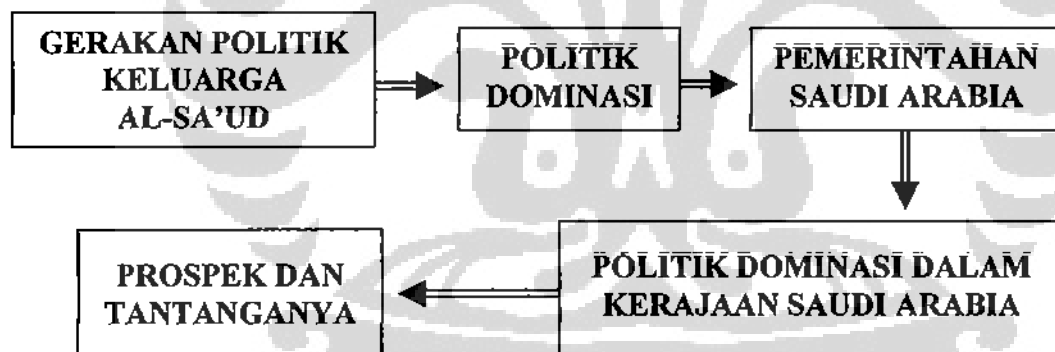 GERAKAN POLITIK
KELUARGA
AL-SA'UD
POLITIK
DOMINASI
PEMERINTAHAN
SAUDI ARABIA
POLITIK DOMINASI DALAM
KERAJAAN SAUDI ARABIA
PROSPEK DAN
TANTANGANYA